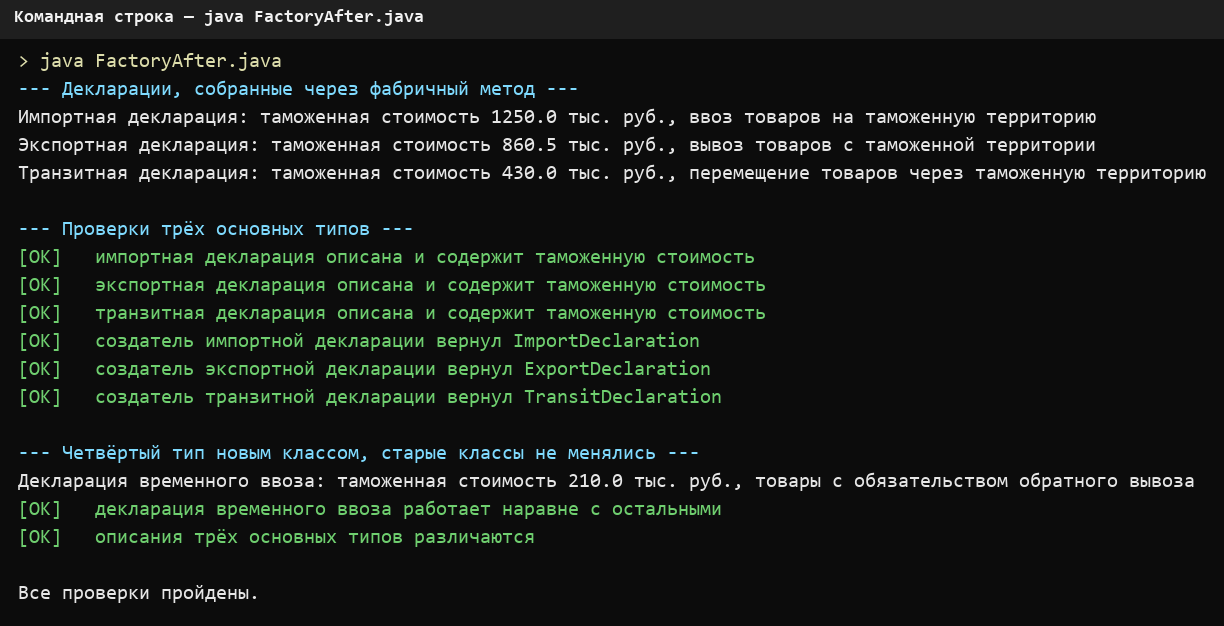 Командная строка — java FactoryAfter.java
> java FactoryAfter.java
--- Декларации, собранные через фабричный метод ---
Импортная декларация: таможенная стоимость 1250.0 тыс. руб., ввоз товаров на таможенную территорию
Экспортная декларация: таможенная стоимость 860.5 тыс. руб., вывоз товаров с таможенной территории
Транзитная декларация: таможенная стоимость 430.0 тыс. руб., перемещение товаров через таможенную территорию
--- Проверки трёх основных типов ---
[OK]   импортная декларация описана и содержит таможенную стоимость
[OK]   экспортная декларация описана и содержит таможенную стоимость
[OK]   транзитная декларация описана и содержит таможенную стоимость
[OK]   создатель импортной декларации вернул ImportDeclaration
[OK]   создатель экспортной декларации вернул ExportDeclaration
[OK]   создатель транзитной декларации вернул TransitDeclaration
--- Четвёртый тип новым классом, старые классы не менялись ---
Декларация временного ввоза: таможенная стоимость 210.0 тыс. руб., товары с обязательством обратного вывоза
[OK]   декларация временного ввоза работает наравне с остальными
[OK]   описания трёх основных типов различаются
Все проверки пройдены.